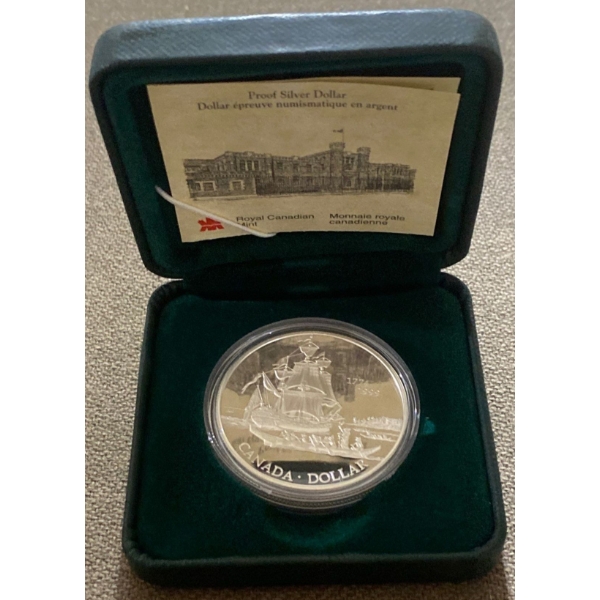 Proof Silver Dollar
Dollar épreuve numismatique en argent
Royal Canadian
Mint
Monnaie royale
canadienne
CANADA · DOLLAR